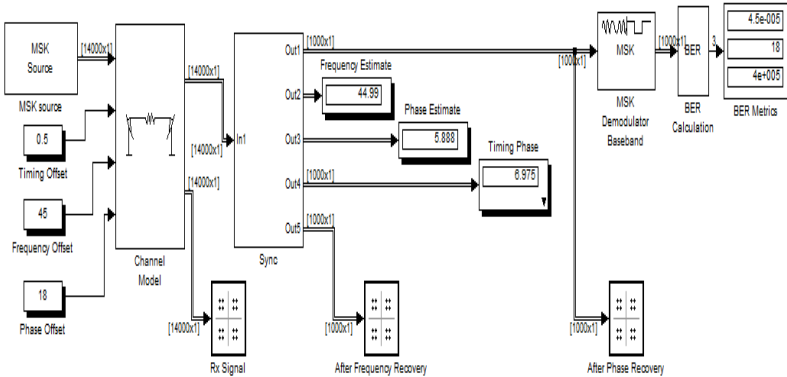 MSK
Source
MSK source
[14000x1]
0.5
Timing Offset
45
Frequency Offset
18
Phase Offset
Channel
Model
[14000x1]
[14000x1]
[14000x1]
[14000x1]
Rx Signal
In1
Out1
Out2
Out3
Out4
Out5
Sync
[1000x1]
Frequency Estimate
44.99
Phase Estimate
5.888
[1000x1]
Timing Phase
6.975
[1000x1]
[1000x1]
[1000x1]
After Frequency Recovery
[1000x1]
[1000x1]
After Phase Recovery
MSK
MSK
Demodulator
Baseband
[1000x1]
BER
BER
Calculation
3
4.5e-005
18
4e+005
BER Metrics